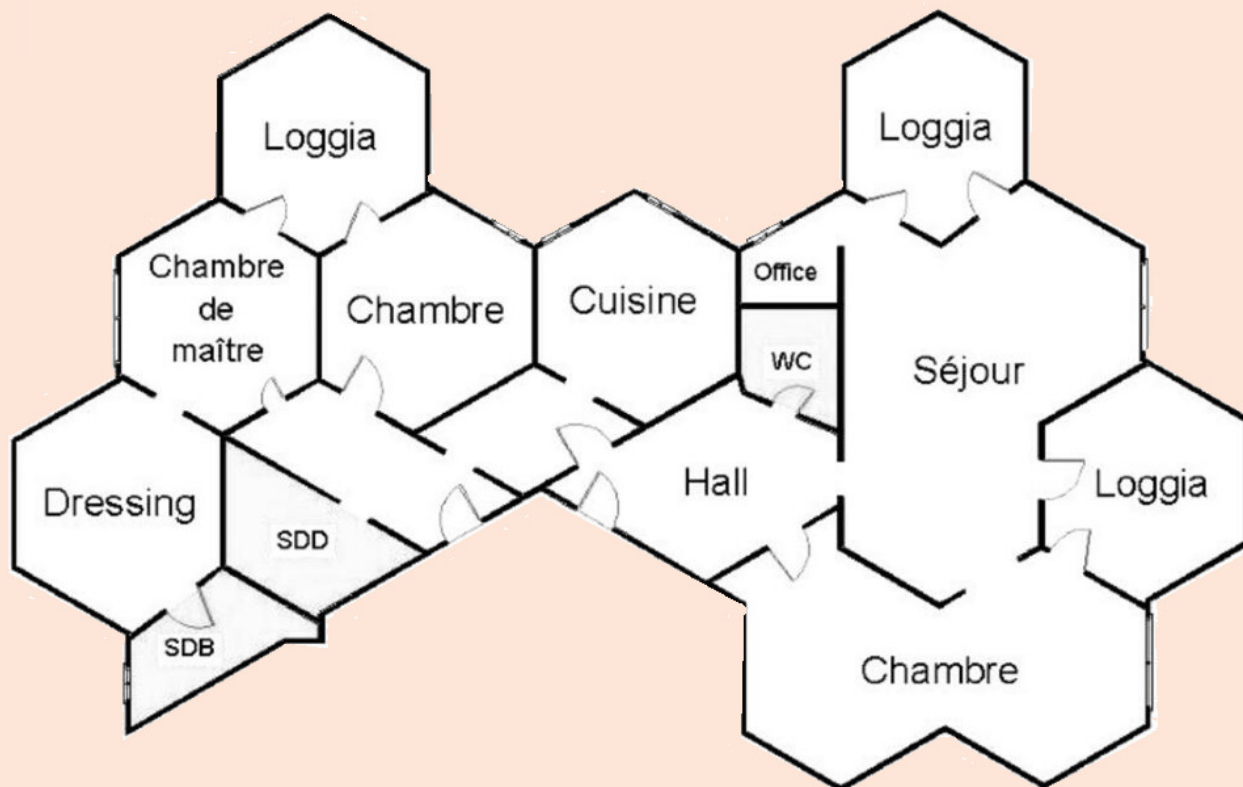 Loggia
Loggia
Chambre
de
maître
Chambre
Cuisine
Office
WC
Séjour
Dressing
SDD
Hall
Loggia
SDB
Chambre